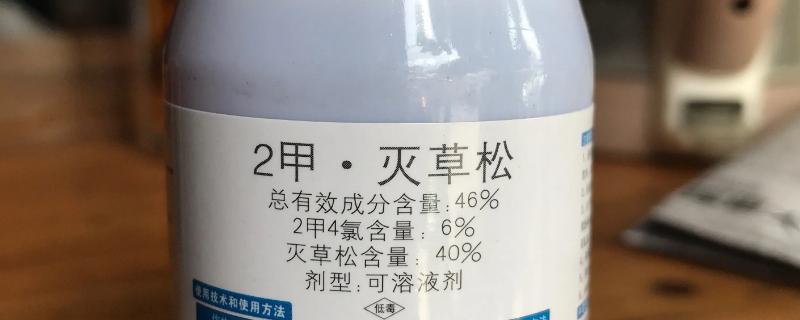 2甲·灭草松
总有效成分含量:46%
2甲4氯含量: 6%
灭草松含量: 40%
剂型:可溶液剂
低毒
使用技术和使用方法